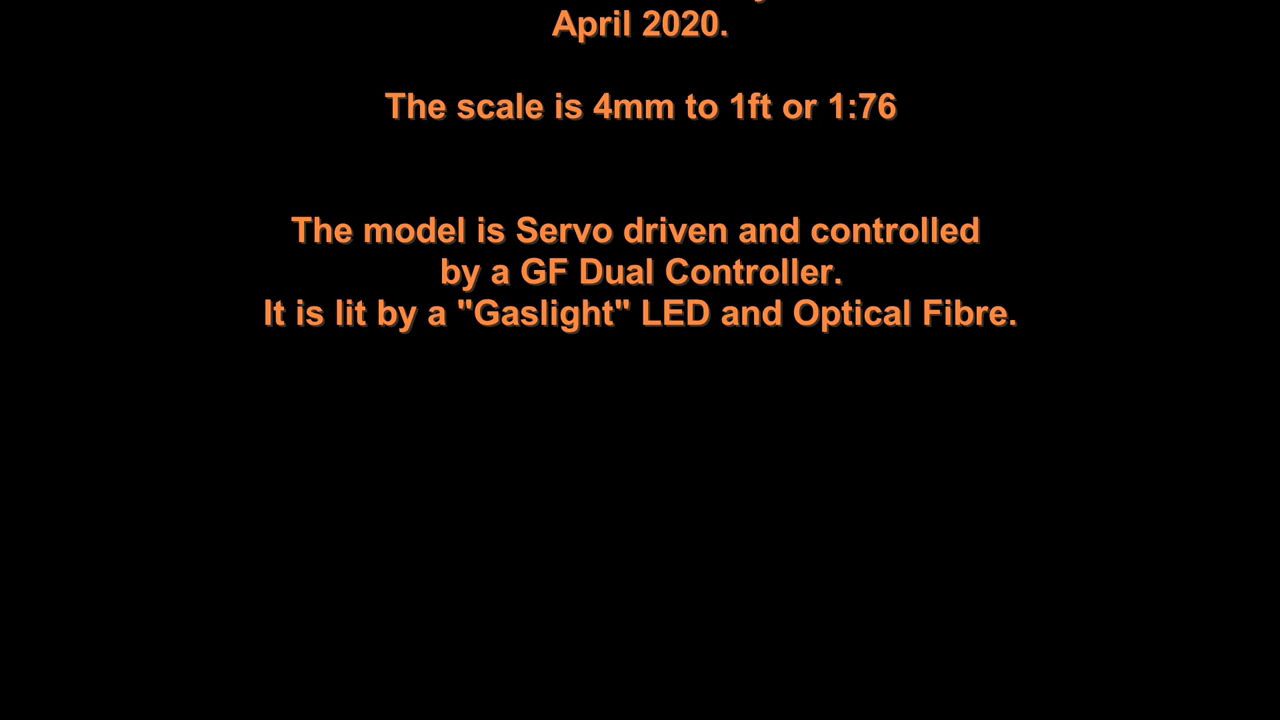 April 2020.
The scale is 4mm to 1ft or 1:76
The model is Servo driven and controlled
by a GF Dual Controller.
It is lit by a "Gaslight" LED and Optical Fibre.